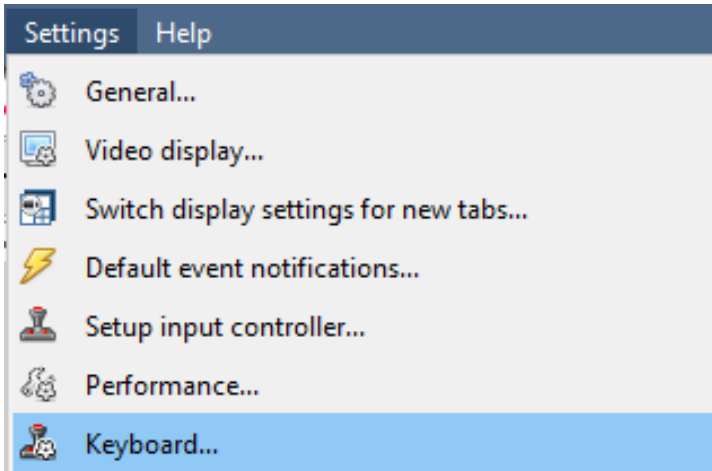 Settings Help
General...
Video display...
Switch display settings for new tabs...
Default event notifications...
Setup input controller...
Performance...
Keyboard...